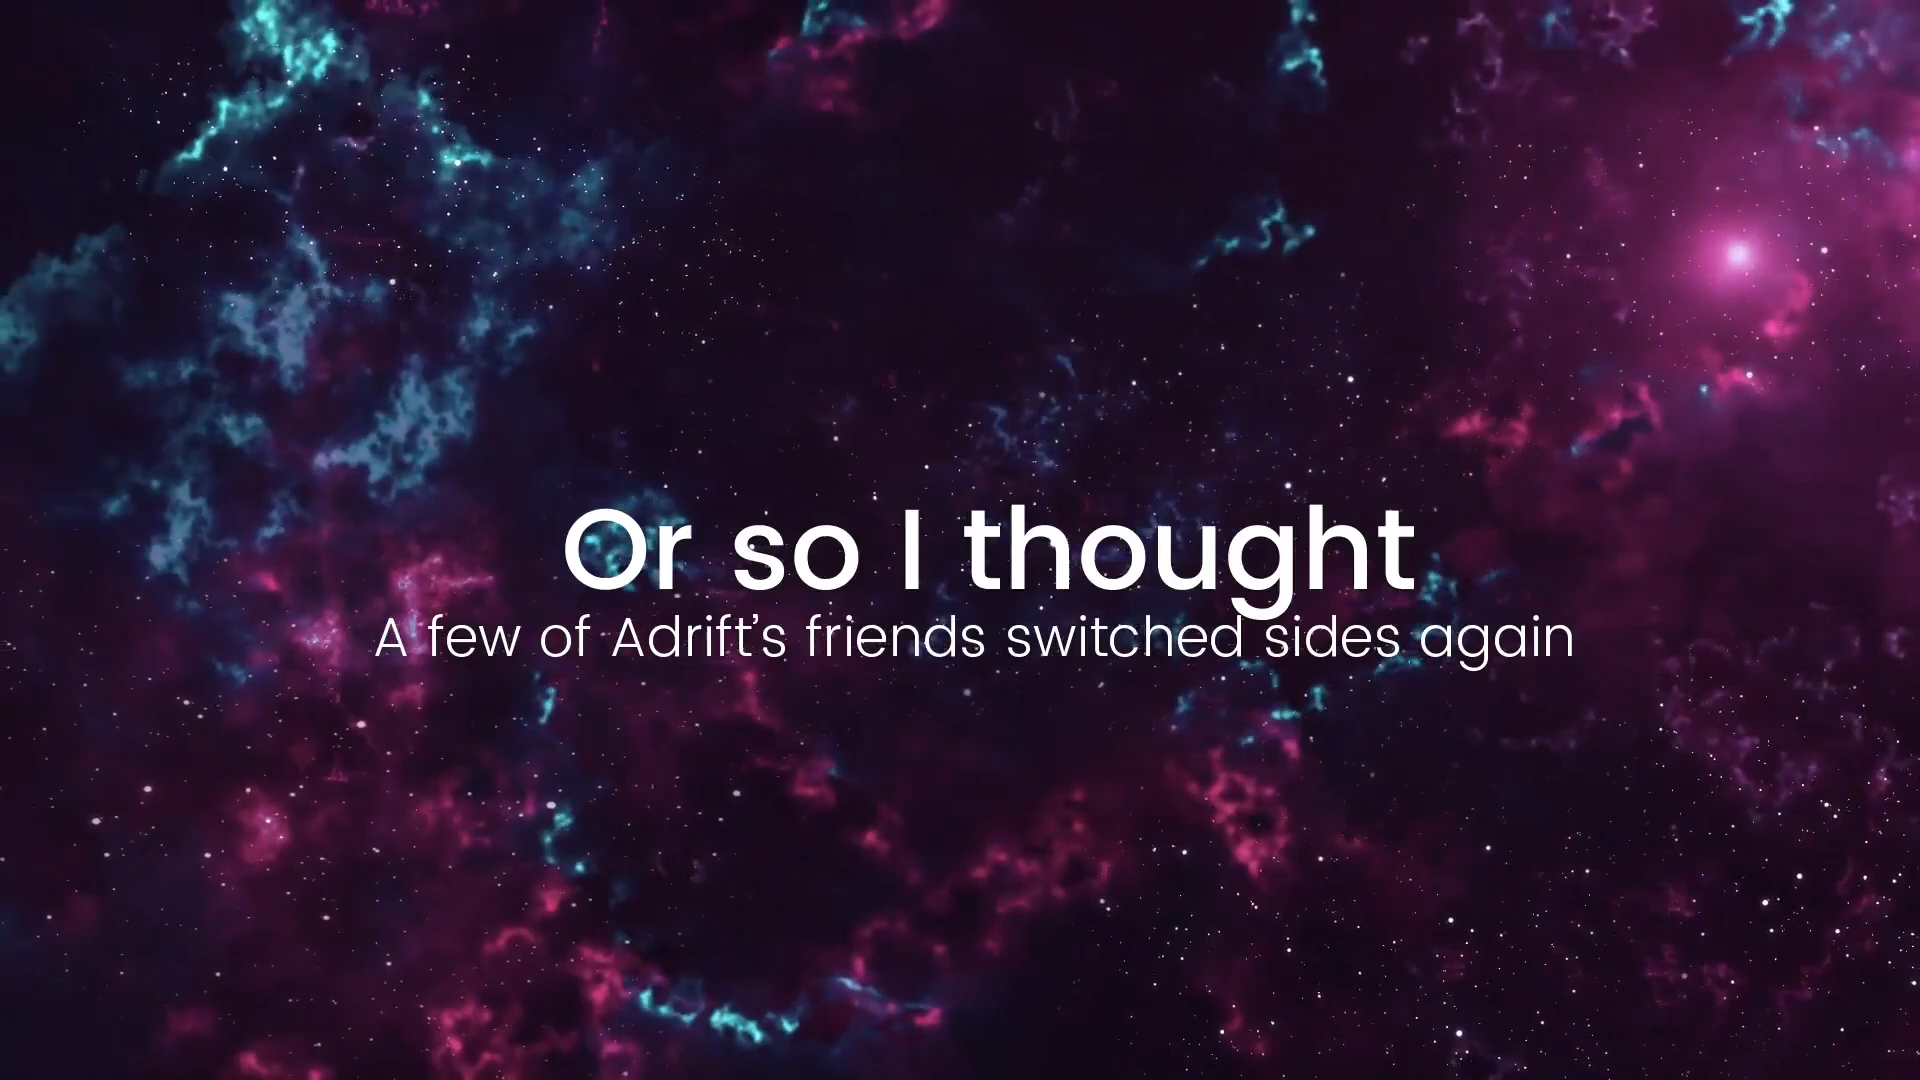 Or so I thought
A few of Adrift’s friends switched sides again